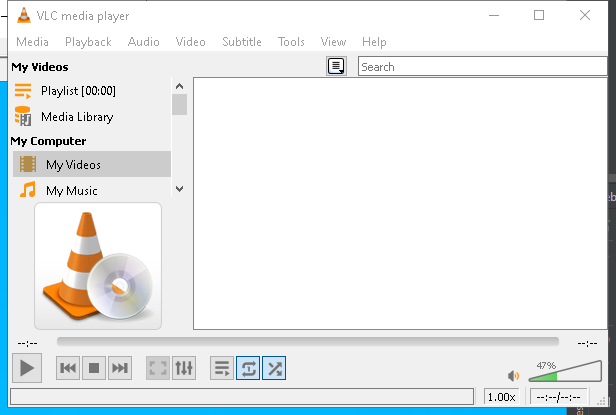 VLC media player
Media Playback Audio Video Subtitle Tools View Help
My Videos
Search
Playlist [00:00]
Media Library
My Computer
My Videos
My Music
--:-- --:--
47%
1.00x --:--/--:--